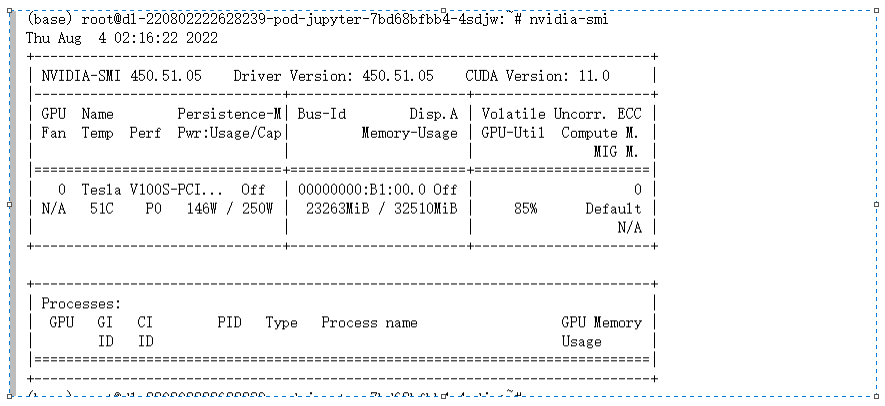 (base) root@dl-220802222628239-pod-jupyter-7bd68bfbb4-4sdjw:~# nvidia-smi
Thu Aug  4 02:16:22 2022
+-----------------------------------------------------------------------------+
| NVIDIA-SMI 450.51.05    Driver Version: 450.51.05    CUDA Version: 11.0     |
|-------------------------------+----------------------+----------------------+
| GPU  Name        Persistence-M| Bus-Id        Disp.A | Volatile Uncorr. ECC |
| Fan  Temp  Perf  Pwr:Usage/Cap|         Memory-Usage | GPU-Util  Compute M. |
|                               |                      |               MIG M. |
|===============================+======================+======================|
|   0  Tesla V100S-PCI...  Off  | 00000000:B1:00.0 Off |                    0 |
| N/A   51C    P0   146W / 250W |  23263MiB / 32510MiB |     85%      Default |
|                               |                      |                  N/A |
+-------------------------------+----------------------+----------------------+

+-----------------------------------------------------------------------------+
| Processes:                                                                  |
|  GPU   GI   CI        PID   Type   Process name                  GPU Memory |
|        ID   ID                                                   Usage      |
|=============================================================================|
+-----------------------------------------------------------------------------+